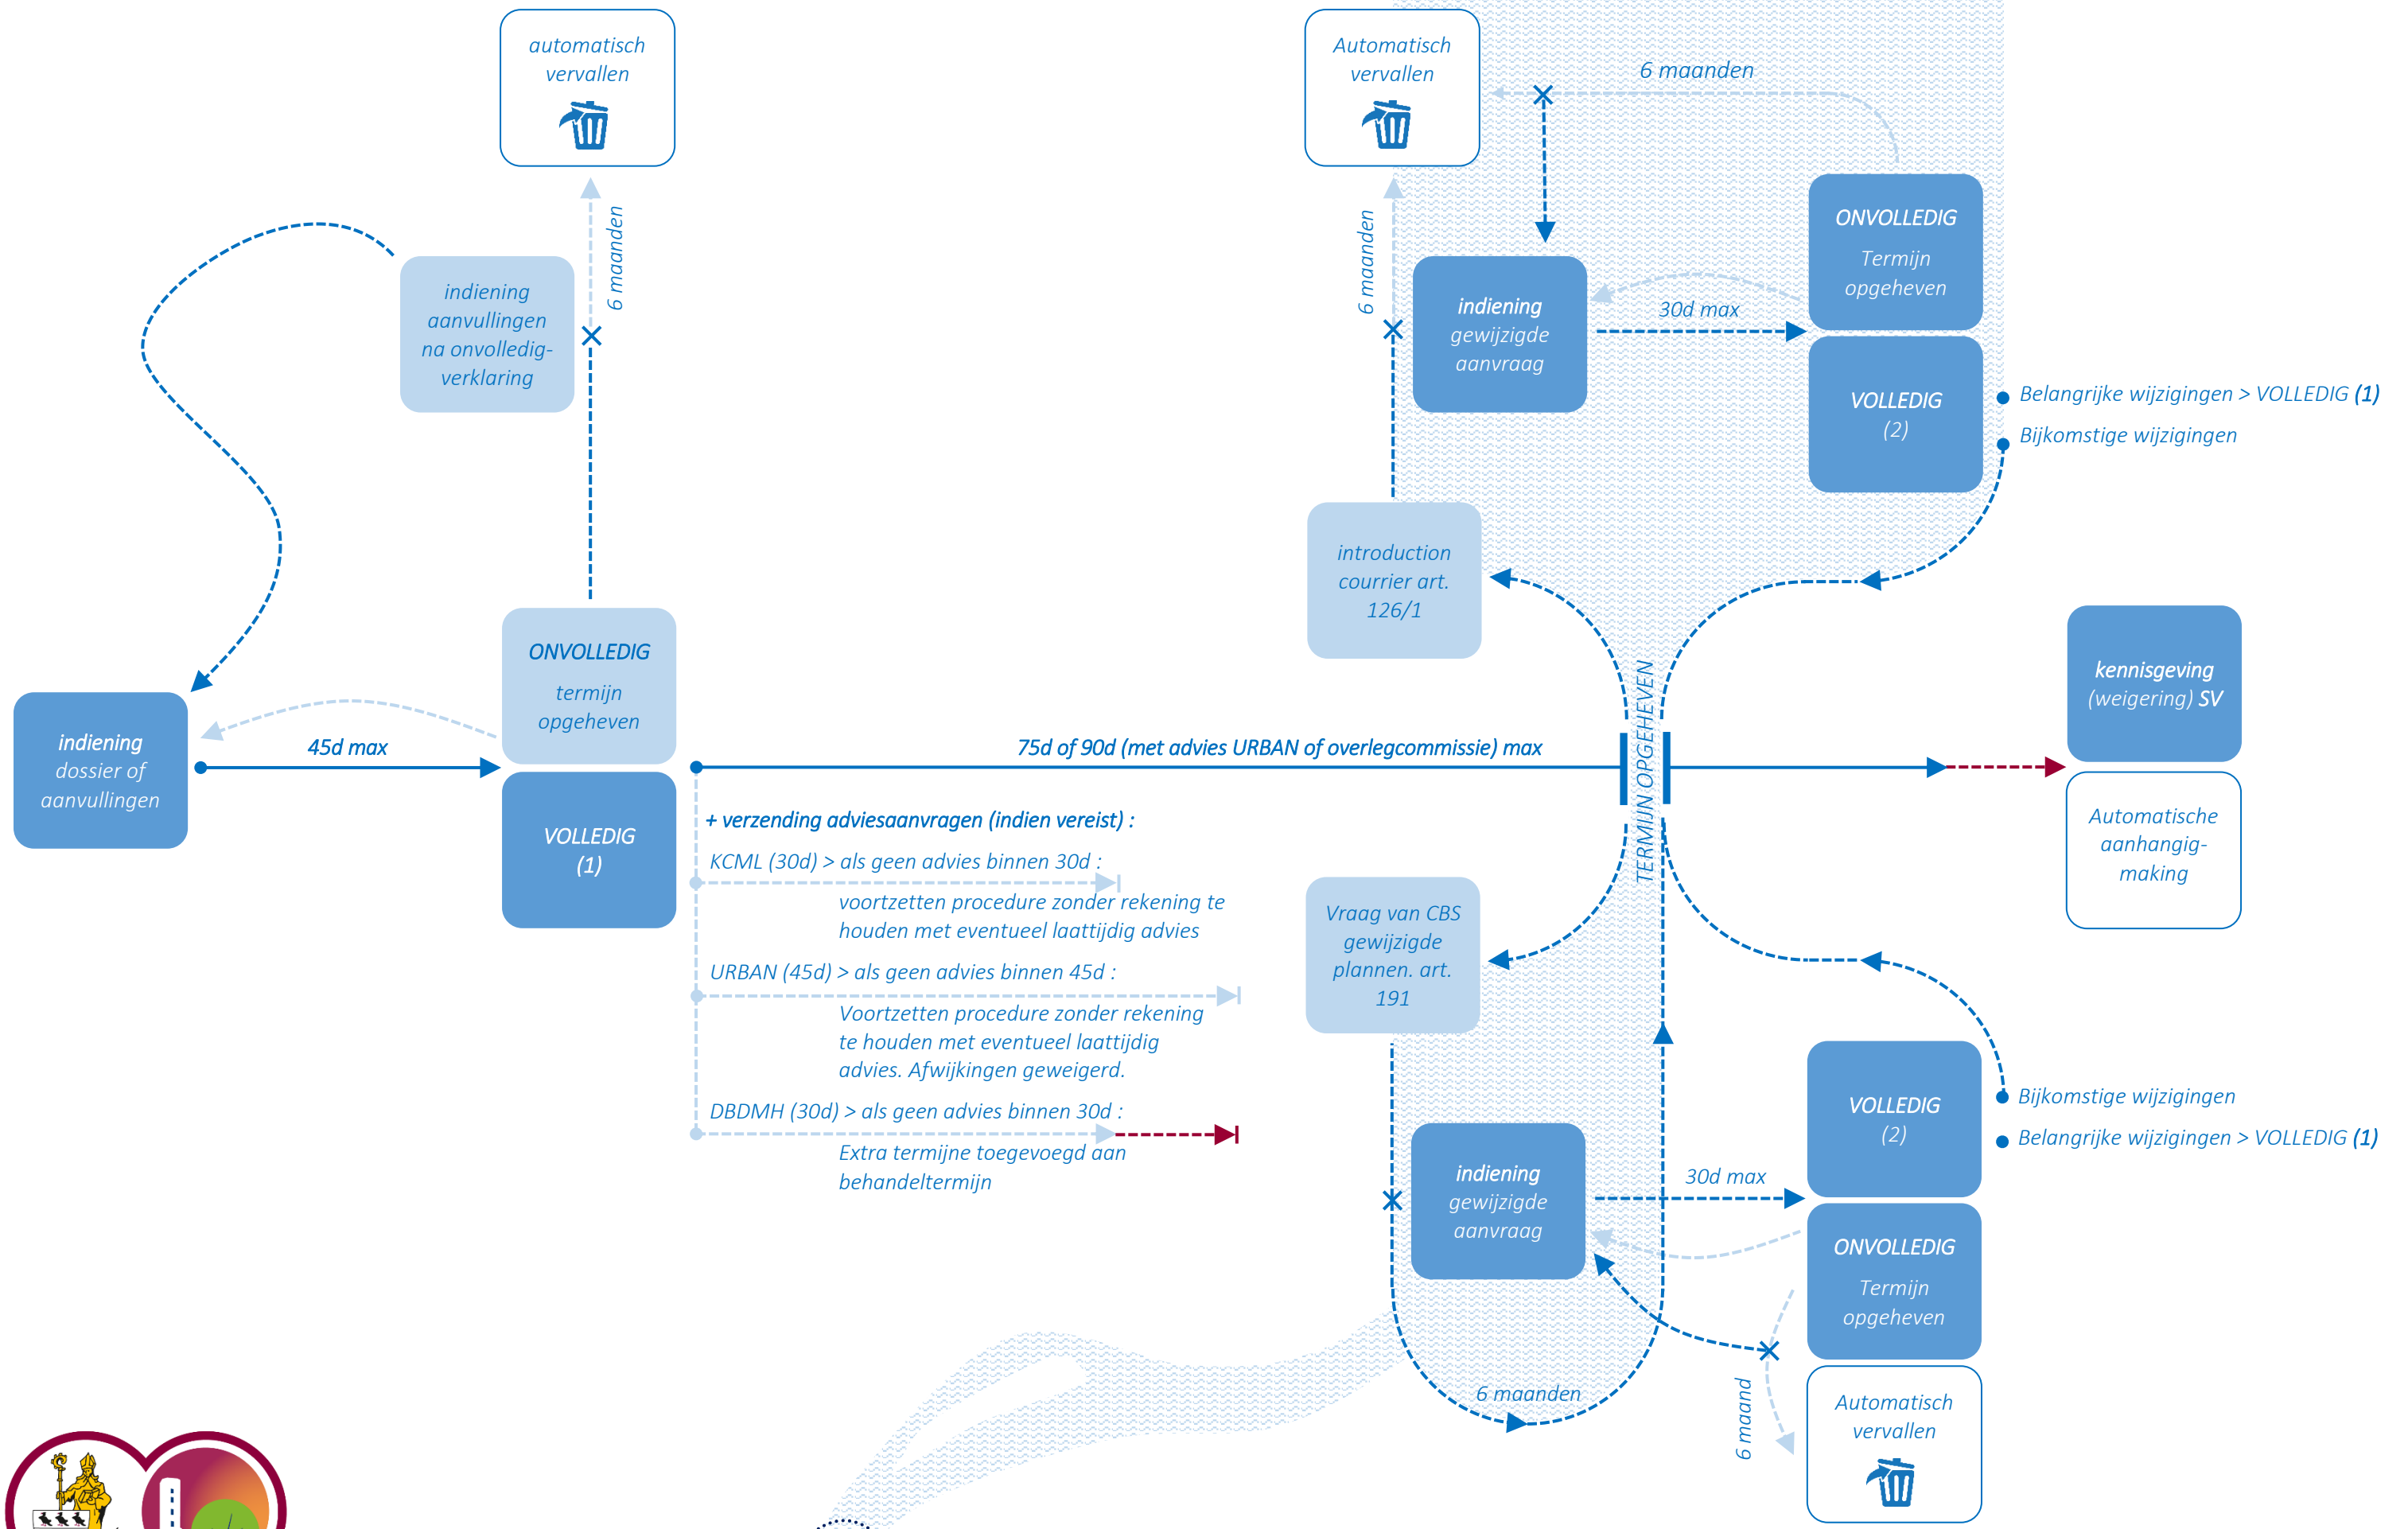 automatisch
vervallen
6 maanden
indiening
aanvullingen
na onvolledig-
verklaring
ONVOLLEDIG
termijn
opgeheven
indiening
dossier of
aanvullingen
45d max
VOLLEDIG
(1)
75d of 90d (met advies URBAN of overlegcommissie) max
+ verzending adviesaanvragen (indien vereist) :
KCML (30d) > als geen advies binnen 30d :
voortzetten procedure zonder rekening te
houden met eventueel laattijdig advies
URBAN (45d) > als geen advies binnen 45d :
Voortzetten procedure zonder rekening
te houden met eventueel laattijdig
advies. Afwijkingen geweigerd.
DBDMH (30d) > als geen advies binnen 30d :
Extra termijne toegevoegd aan
behandeltermijn
Automatisch
vervallen
6 maanden
6 maanden
indiening
gewijzigde
aanvraag
30d max
ONVOLLEDIG
Termijn
opgeheven
VOLLEDIG
(2)
Belangrijke wijzigingen > VOLLEDIG (1)
Bijkomstige wijzigingen
introduction
courrier art.
126/1
TERMIJN OPGEHEVEN
kennisgeving
(weigering) SV
Automatische
aanhangig-
making
Vraag van CBS
gewijzigde
plannen. art.
191
indiening
gewijzigde
aanvraag
30d max
VOLLEDIG
(2)
Bijkomstige wijzigingen
Belangrijke wijzigingen > VOLLEDIG (1)
ONVOLLEDIG
Termijn
opgeheven
6 maanden
6 maand
Automatisch
vervallen